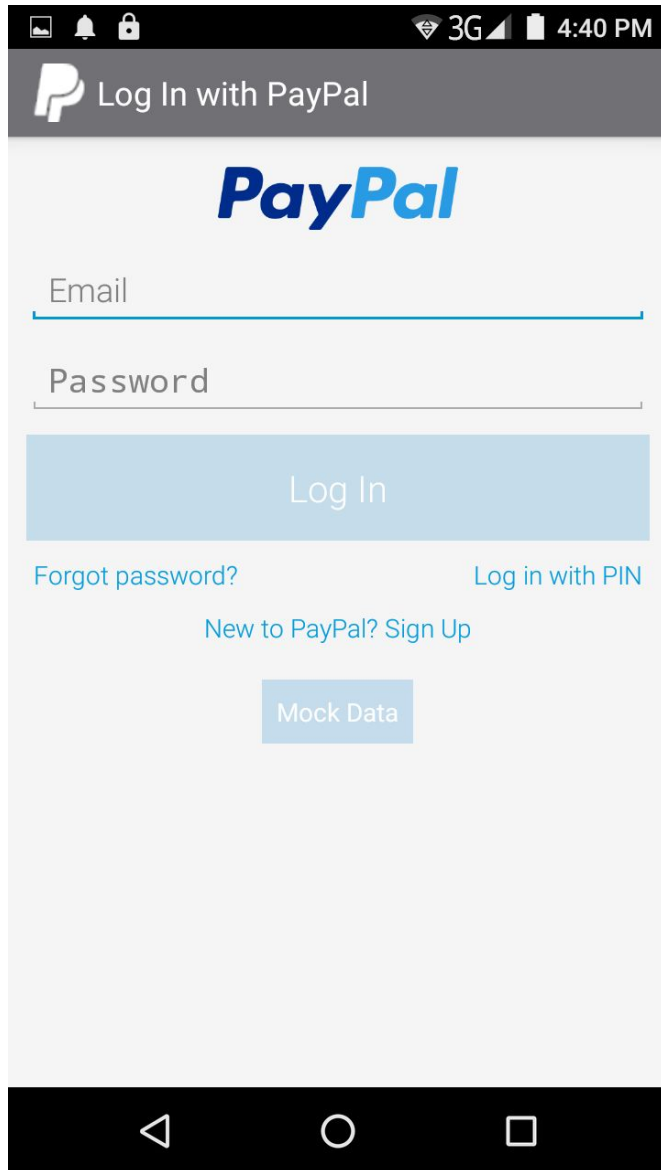 3G 4:40 PM
Log In with PayPal
PayPal
Email
Password
Log In
Forgot password? Log in with PIN
New to PayPal? Sign Up
Mock Data